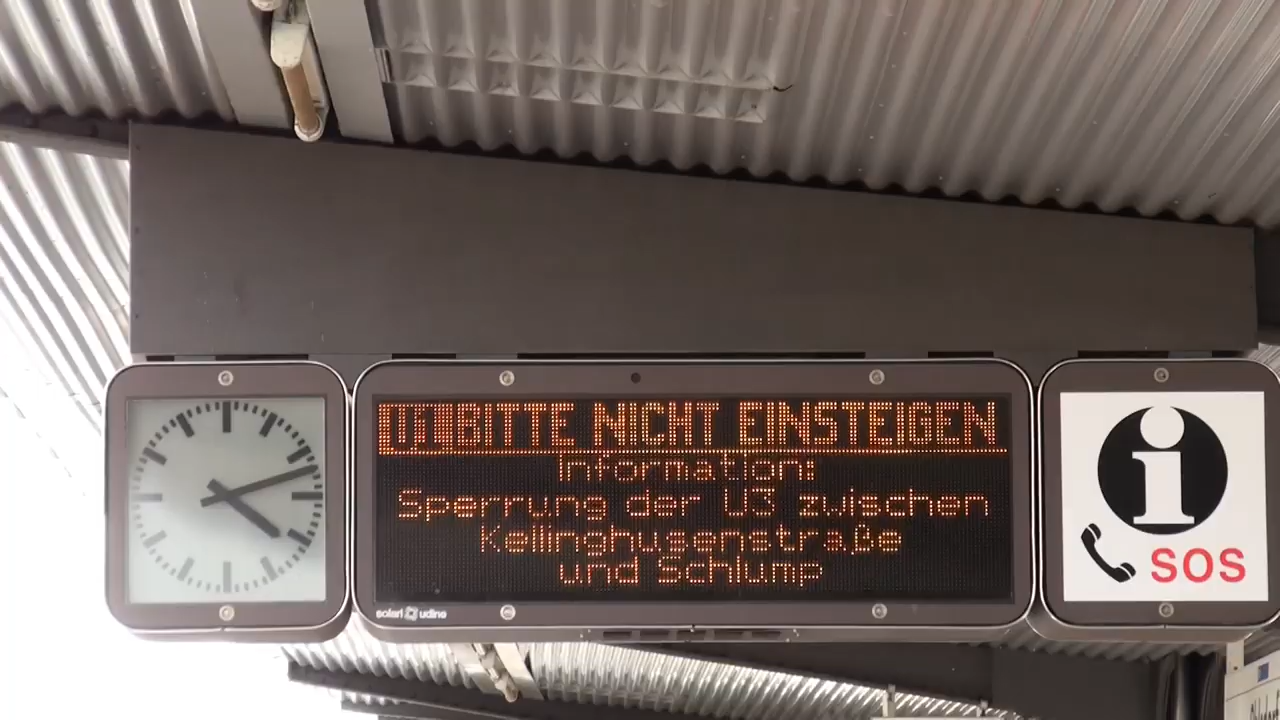 U1 BITTE NICHT EINSTEIGEN
Information:
Sperrung der U3 zwischen
Kellinghusenstraße
und Schlump
solari udine
i
SOS